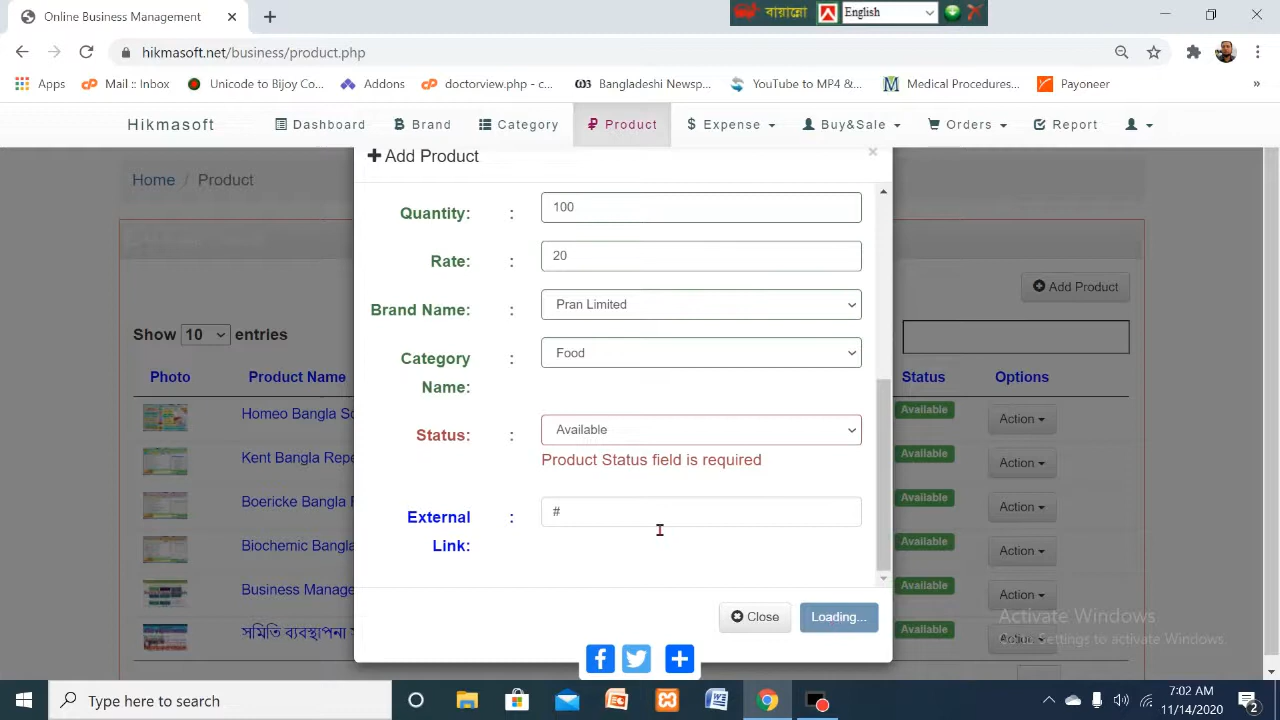 Online Business Management - S
বায়ান্নো
English
hikmasoft.net/business/product.php
Apps
Mail :: Inbox
Unicode to Bijoy Co...
Addons
doctorview.php - c...
Bangladeshi Newsp...
YouTube to MP4 &...
Medical Procedures...
Payoneer
»
Hikmasoft
Dashboard
Brand
Category
Product
$ Expense
Buy&Sale
Orders
Report
Add Product
×
Home / Product
Quantity: : 100
Rate: : 20
Add Product
Brand Name: : Pran Limited
Show 10 entries
Category Name: : Food
Photo
Product Name
Status
Options
Homeo Bangla So
Available
Action
Status: : Available
Kent Bangla Repe
Available
Action
Product Status field is required
Boericke Bangla
Available
Action
External Link: : #
Biochemic Bangla
Available
Action
Business Manage
Available
Action
সমিতি ব্যবস্থাপনা
Available
Close
Loading...
Activate Windows
Go to Settings to activate Windows.
Type here to search
7:02 AM
11/14/2020
2